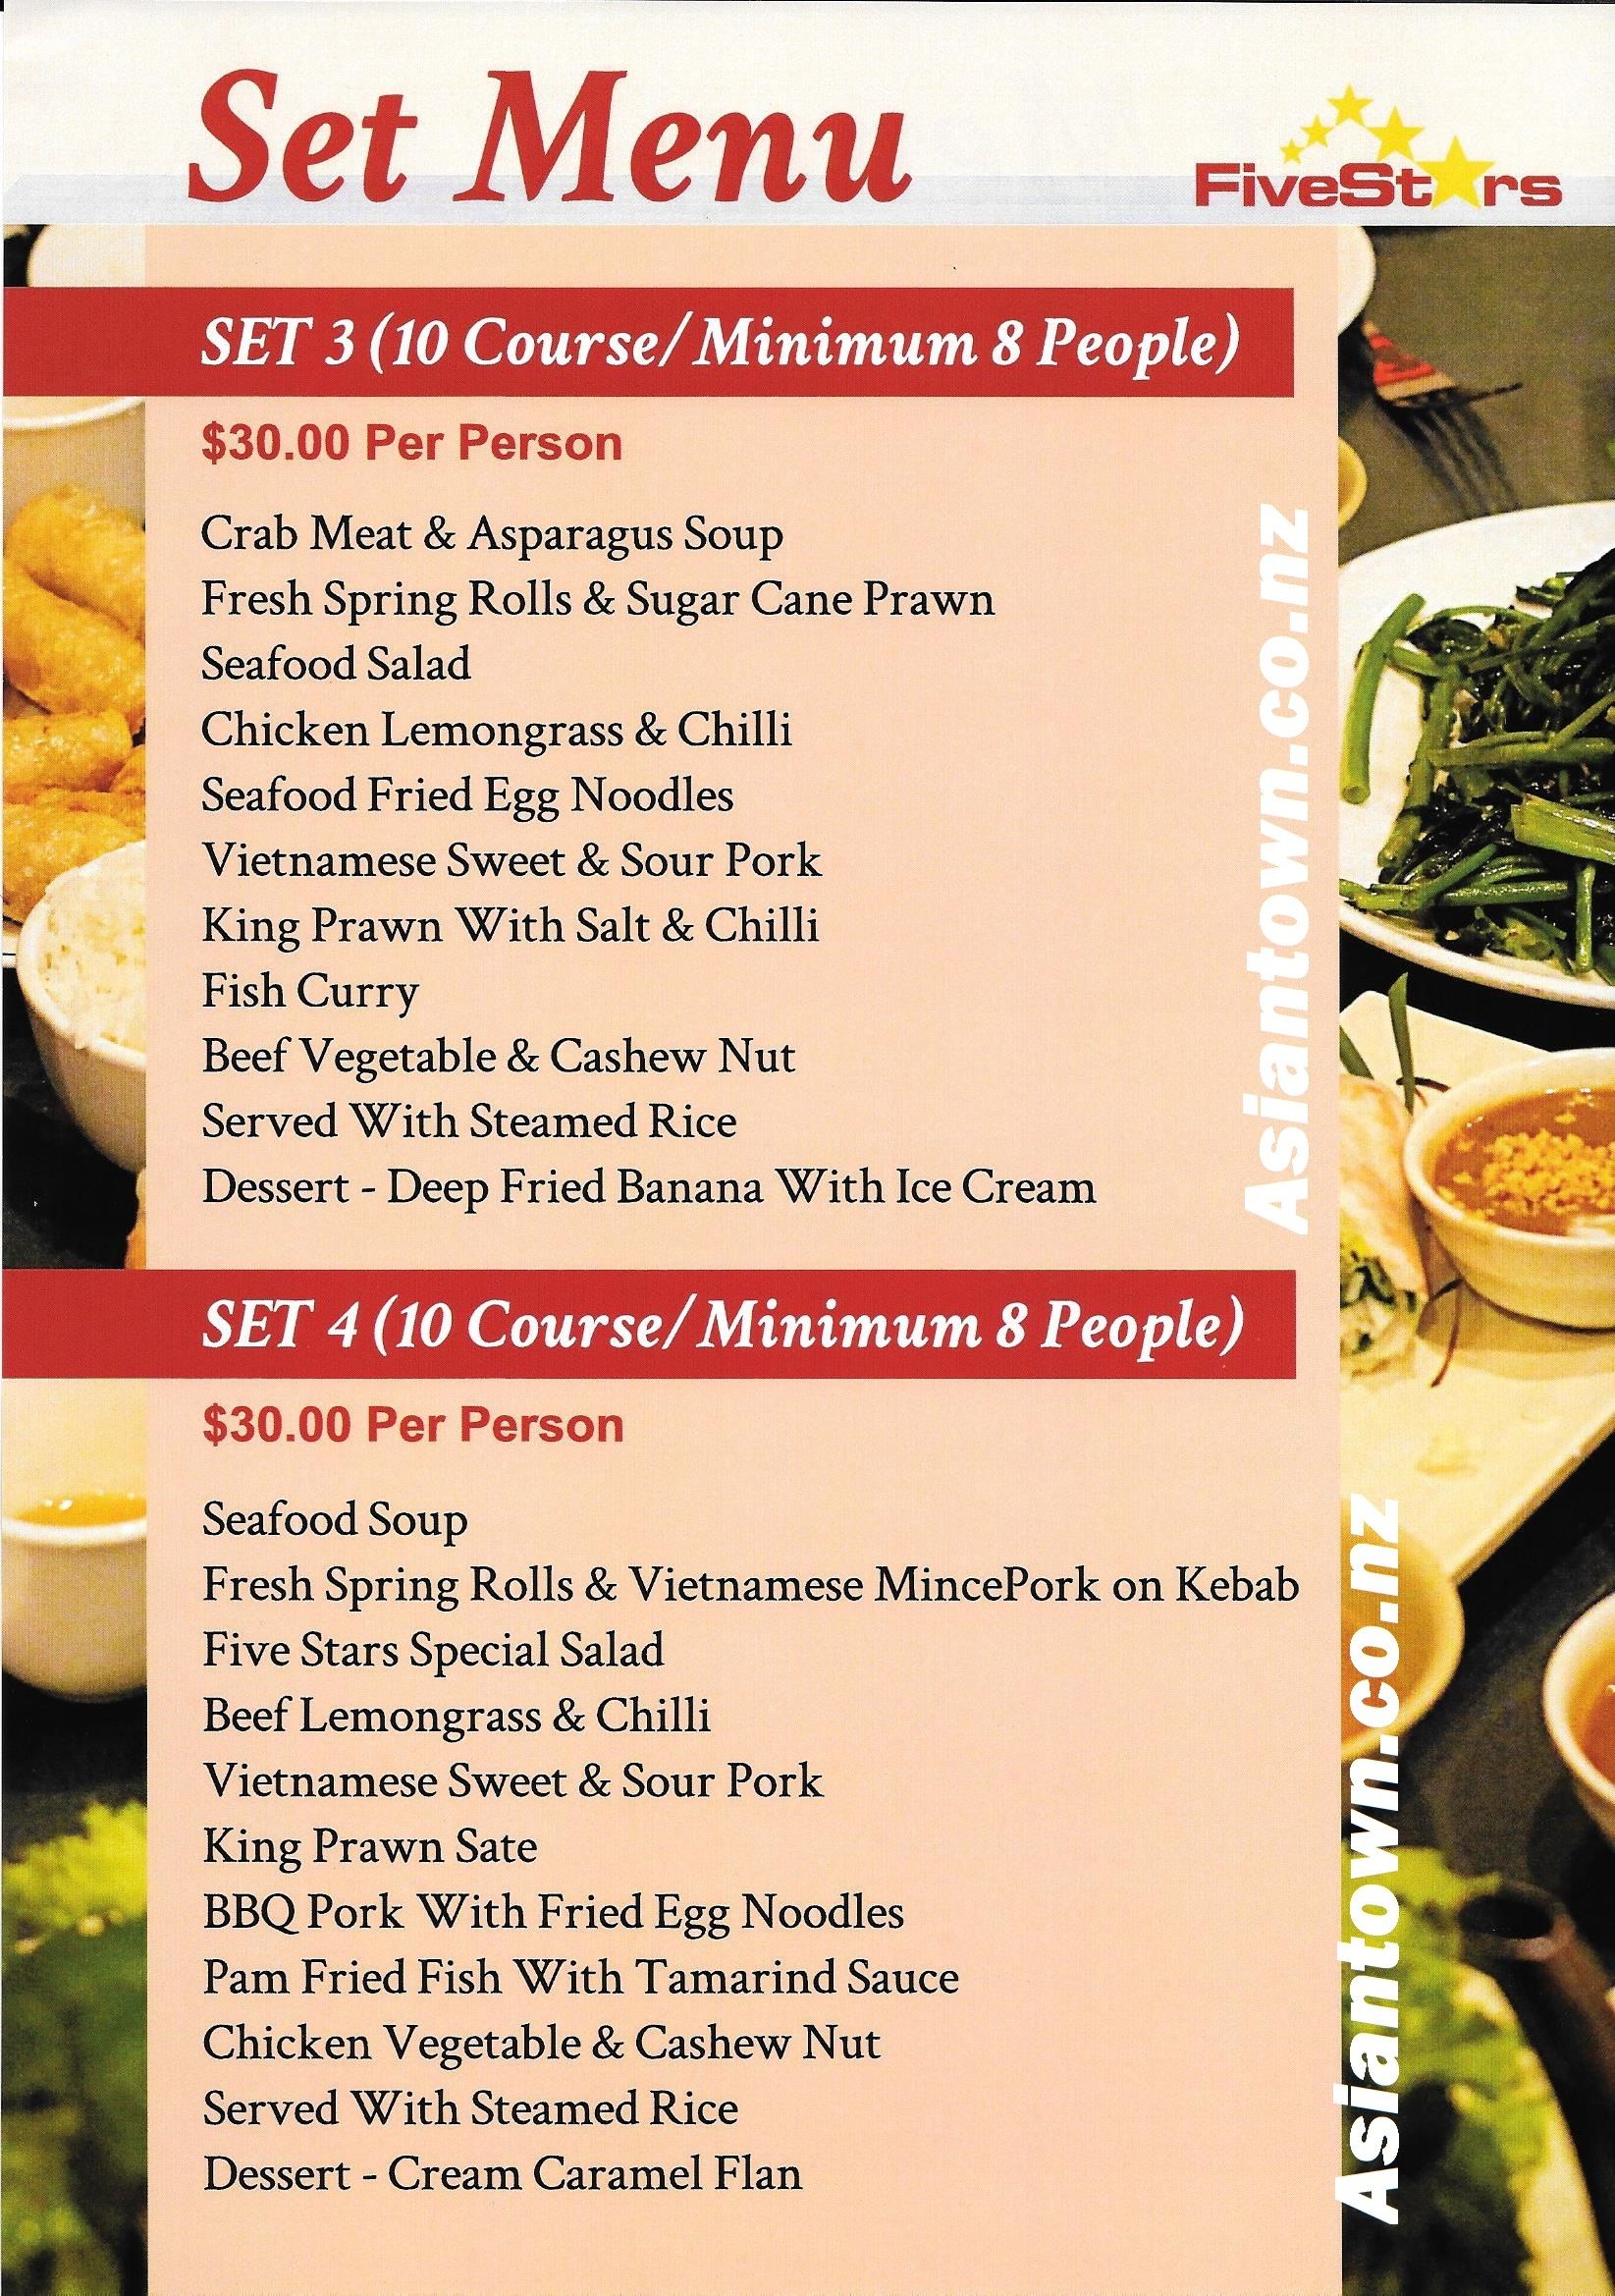 Set Menu
FiveStars
SET 3 (10 Course/Minimum 8 People)
$30.00 Per Person
Crab Meat & Asparagus Soup
Fresh Spring Rolls & Sugar Cane Prawn
Seafood Salad
Chicken Lemongrass & Chilli
Seafood Fried Egg Noodles
Vietnamese Sweet & Sour Pork
King Prawn With Salt & Chilli
Fish Curry
Beef Vegetable & Cashew Nut
Served With Steamed Rice
Dessert - Deep Fried Banana With Ice Cream
Asiantown.co.nz
SET 4 (10 Course/Minimum 8 People)
$30.00 Per Person
Seafood Soup
Fresh Spring Rolls & Vietnamese MincePork on Kebab
Five Stars Special Salad
Beef Lemongrass & Chilli
Vietnamese Sweet & Sour Pork
King Prawn Sate
BBQ Pork With Fried Egg Noodles
Pam Fried Fish With Tamarind Sauce
Chicken Vegetable & Cashew Nut
Served With Steamed Rice
Dessert - Cream Caramel Flan
Asiantown.co.nz